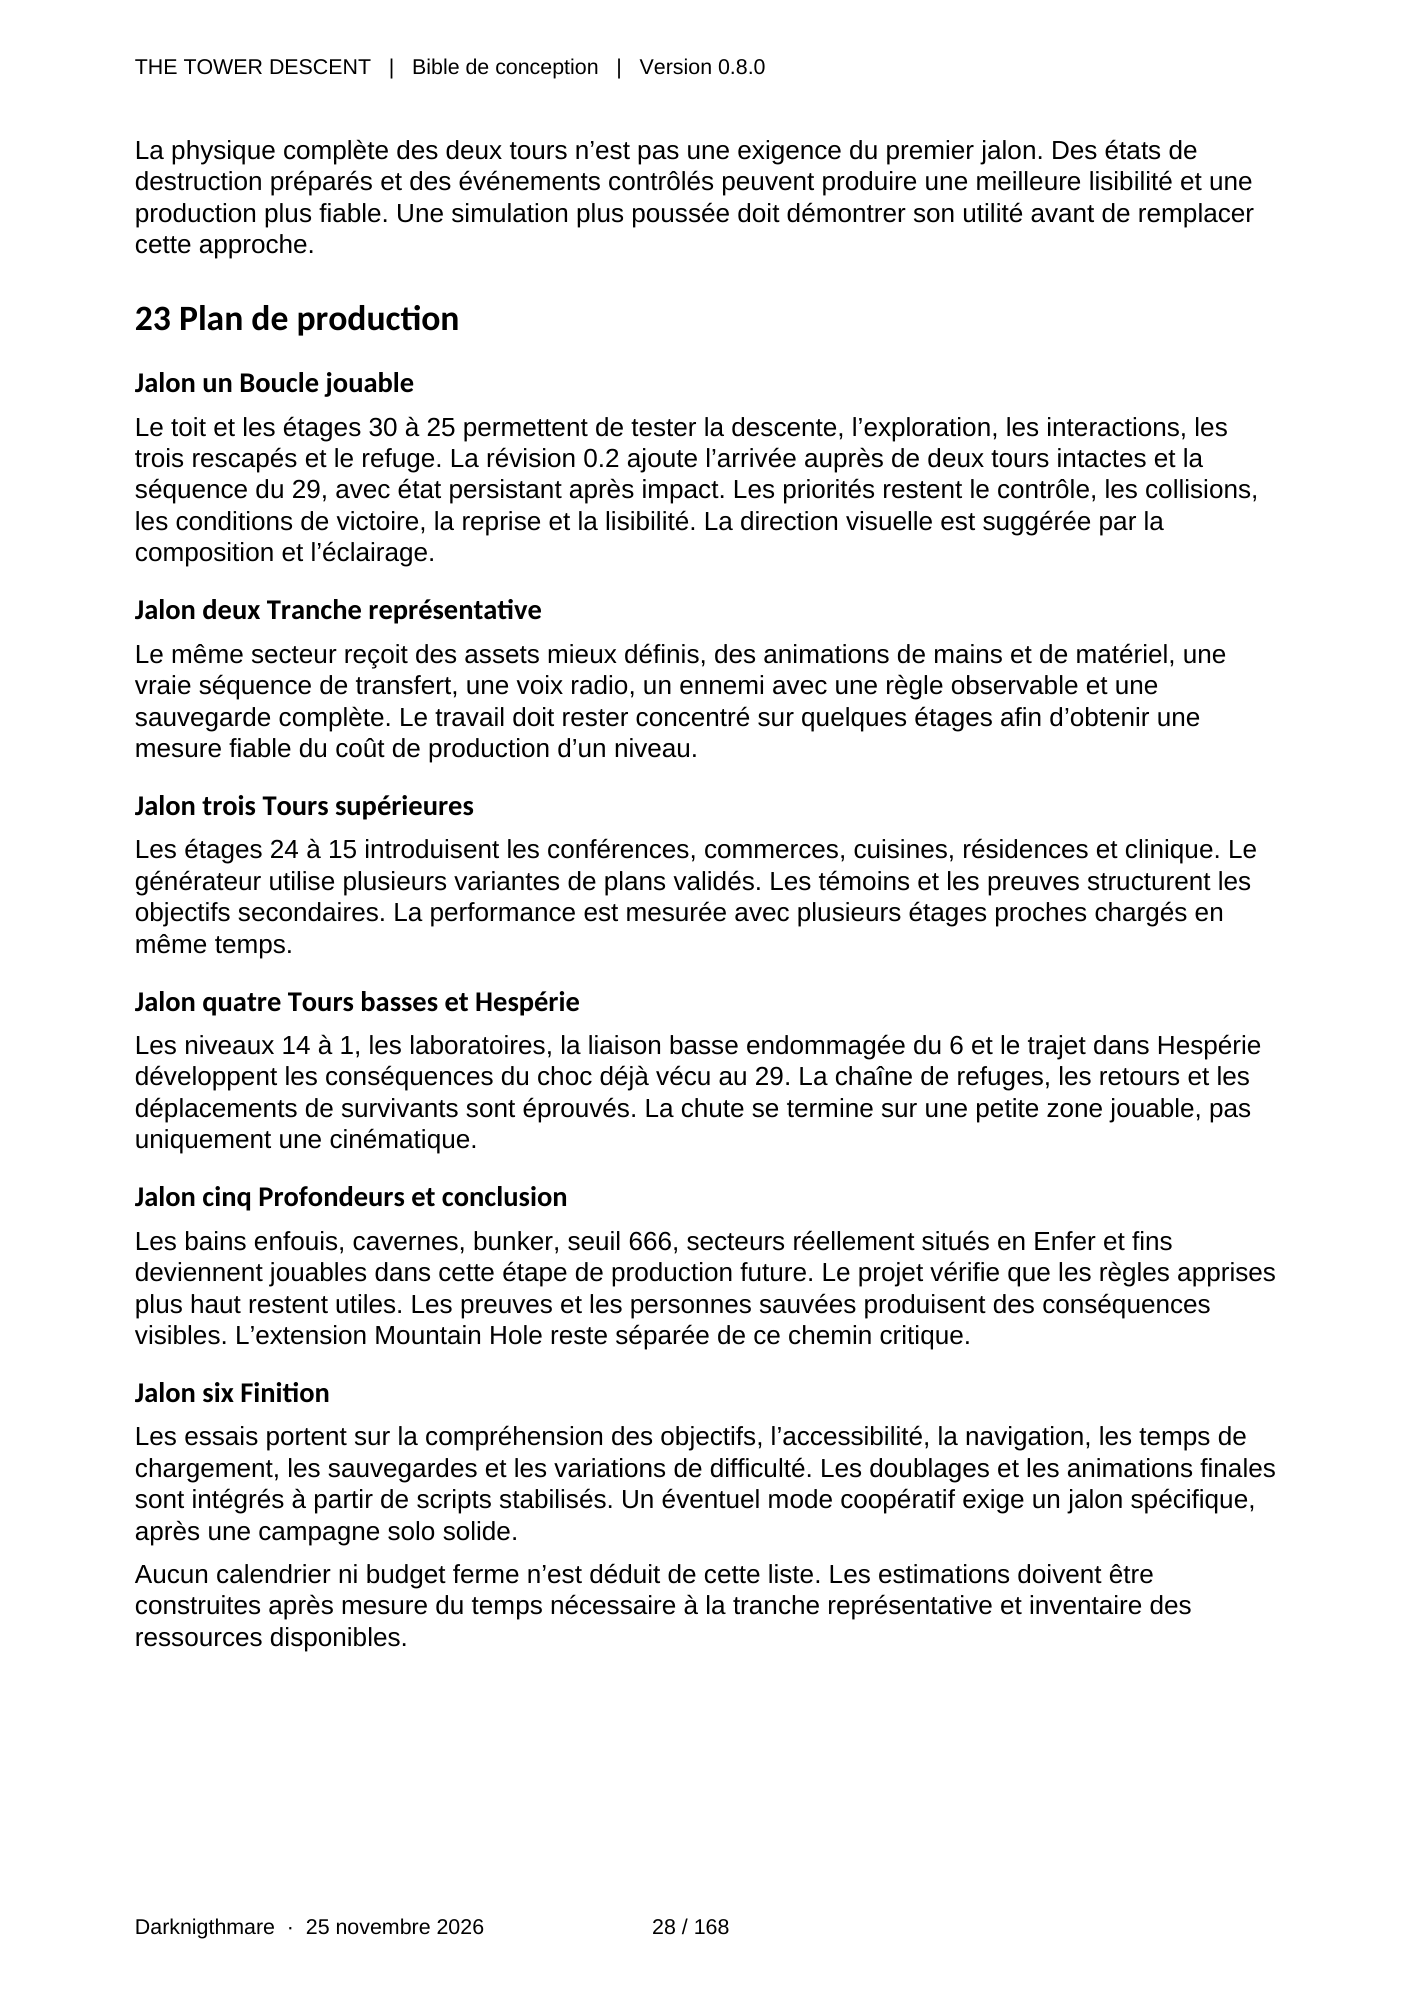 THE TOWER DESCENT | Bible de conception | Version 0.8.0
La physique complète des deux tours n’est pas une exigence du premier jalon. Des états de
destruction préparés et des événements contrôlés peuvent produire une meilleure lisibilité et une
production plus fiable. Une simulation plus poussée doit démontrer son utilité avant de remplacer
cette approche.
23 Plan de production
Jalon un Boucle jouable
Le toit et les étages 30 à 25 permettent de tester la descente, l’exploration, les interactions, les
trois rescapés et le refuge. La révision 0.2 ajoute l’arrivée auprès de deux tours intactes et la
séquence du 29, avec état persistant après impact. Les priorités restent le contrôle, les collisions,
les conditions de victoire, la reprise et la lisibilité. La direction visuelle est suggérée par la
composition et l’éclairage.
Jalon deux Tranche représentative
Le même secteur reçoit des assets mieux définis, des animations de mains et de matériel, une
vraie séquence de transfert, une voix radio, un ennemi avec une règle observable et une
sauvegarde complète. Le travail doit rester concentré sur quelques étages afin d’obtenir une
mesure fiable du coût de production d’un niveau.
Jalon trois Tours supérieures
Les étages 24 à 15 introduisent les conférences, commerces, cuisines, résidences et clinique. Le
générateur utilise plusieurs variantes de plans validés. Les témoins et les preuves structurent les
objectifs secondaires. La performance est mesurée avec plusieurs étages proches chargés en
même temps.
Jalon quatre Tours basses et Hespérie
Les niveaux 14 à 1, les laboratoires, la liaison basse endommagée du 6 et le trajet dans Hespérie
développent les conséquences du choc déjà vécu au 29. La chaîne de refuges, les retours et les
déplacements de survivants sont éprouvés. La chute se termine sur une petite zone jouable, pas
uniquement une cinématique.
Jalon cinq Profondeurs et conclusion
Les bains enfouis, cavernes, bunker, seuil 666, secteurs réellement situés en Enfer et fins
deviennent jouables dans cette étape de production future. Le projet vérifie que les règles apprises
plus haut restent utiles. Les preuves et les personnes sauvées produisent des conséquences
visibles. L’extension Mountain Hole reste séparée de ce chemin critique.
Jalon six Finition
Les essais portent sur la compréhension des objectifs, l’accessibilité, la navigation, les temps de
chargement, les sauvegardes et les variations de difficulté. Les doublages et les animations finales
sont intégrés à partir de scripts stabilisés. Un éventuel mode coopératif exige un jalon spécifique,
après une campagne solo solide.
Aucun calendrier ni budget ferme n’est déduit de cette liste. Les estimations doivent être
construites après mesure du temps nécessaire à la tranche représentative et inventaire des
ressources disponibles.
Darknigthmare · 25 novembre 2026 28 / 168